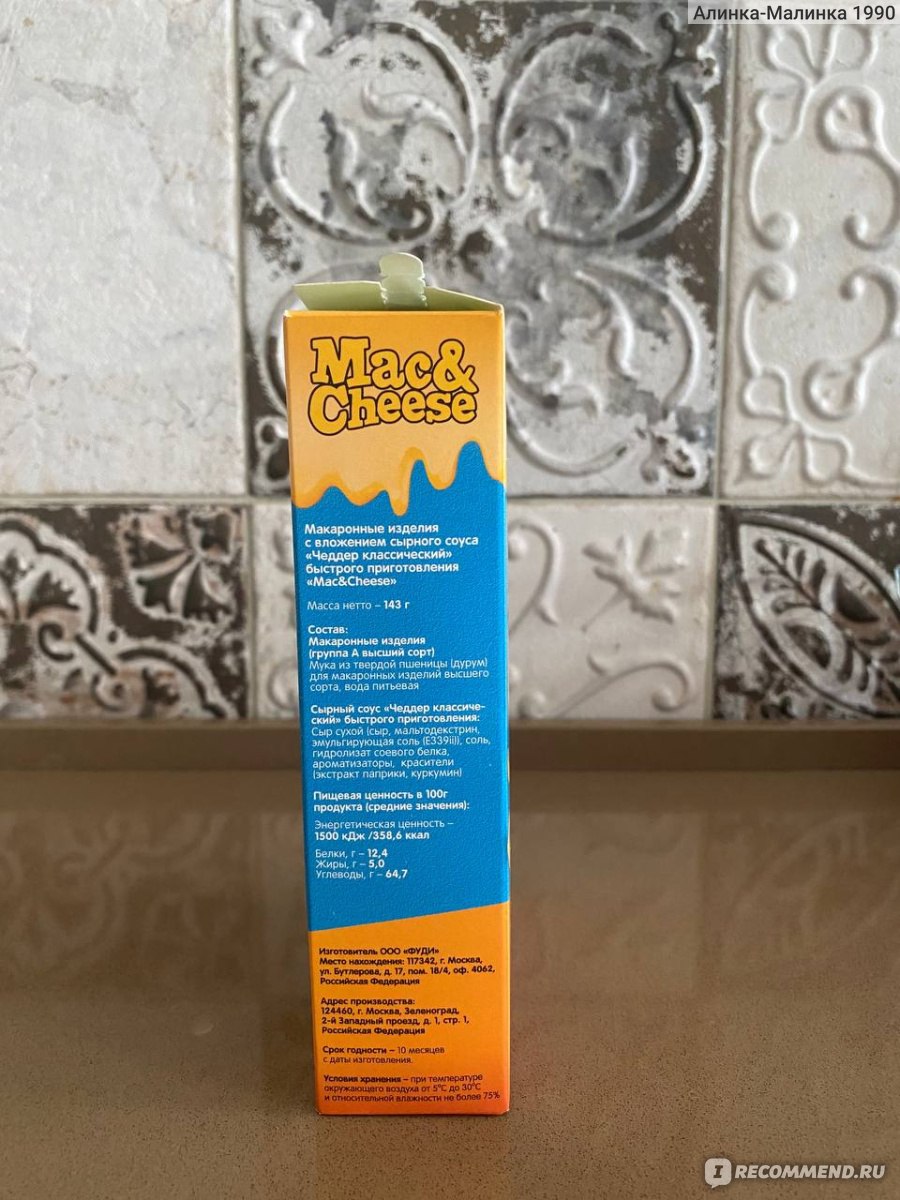 Алинка-Малинка 1990
Mac&
Cheese
Макаронные изделия
с вложением сырного соуса
«Чеддер классический»
быстрого приготовления
«Mac&Cheese»
Масса нетто – 143 г
Состав:
Макаронные изделия
(группа А высший сорт)
Мука из твердой пшеницы (дурум)
для макаронных изделий высшего
сорта, вода питьевая
Сырный соус «Чеддер классиче-
ский» быстрого приготовления:
Сыр сухой (сыр, мальтодекстрин,
эмульгирующая соль (Е339ii)), соль,
гидролизат соевого белка,
ароматизаторы, красители
(экстракт паприки, куркумин)
Пищевая ценность в 100г
продукта (средние значения):
Энергетическая ценность –
1500 кДж /358,6 ккал
Белки, г – 12,4
Жиры, г – 5,0
Углеводы, г – 64,7
Изготовитель ООО «ФУДИ»
Место нахождения: 117342, г. Москва,
ул. Бутлерова, д. 17, пом. 18/4, оф. 4062,
Российская Федерация
Адрес производства:
124460, г. Москва, Зеленоград,
2-й Западный проезд, д. 1, стр. 1,
Российская Федерация
Срок годности – 10 месяцев
с даты изготовления.
Условия хранения – при температуре
окружающего воздуха от 5°С до 30°С
и относительной влажности не более 75%
IRECOMMEND.RU